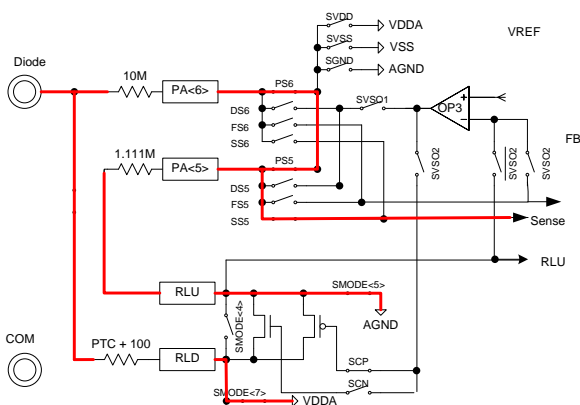 SVDD
VDDA
SVSS
VSS
VREF
SGND
AGND
Diode
10M
PA<6>
PS6
DS6
FS6
SS6
SVSO1
OP3
+
−
SVSO2
SVSO2
SVSO2
FB
1.111M
PA<5>
PS5
DS5
FS5
SS5
Sense
RLU
RLU
SMODE<5>
AGND
SMODE<4>
COM
PTC + 100
RLD
SCP
SCN
SMODE<7>
VDDA